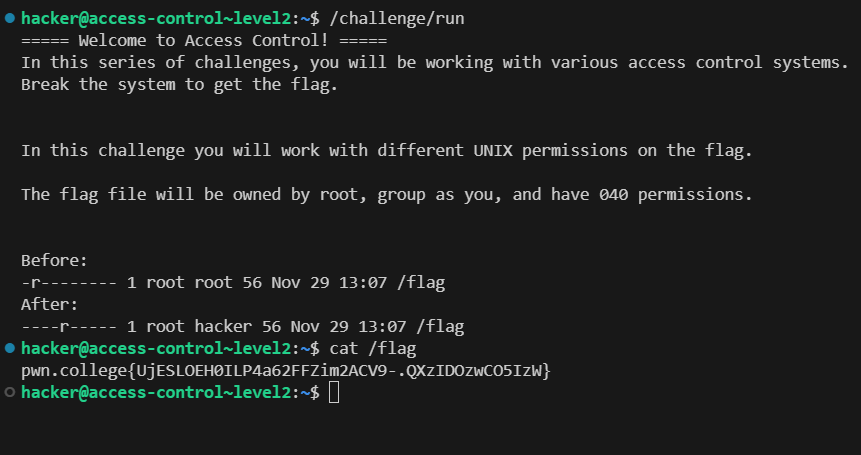 hacker@access-control~level2:~$ /challenge/run
===== Welcome to Access Control! =====
In this series of challenges, you will be working with various access control systems.
Break the system to get the flag.
In this challenge you will work with different UNIX permissions on the flag.
The flag file will be owned by root, group as you, and have 040 permissions.
Before:
-r-------- 1 root root 56 Nov 29 13:07 /flag
After:
----r----- 1 root hacker 56 Nov 29 13:07 /flag
hacker@access-control~level2:~$ cat /flag
pwn.college{UjESLOEH0ILP4a62FFZim2ACV9-.QXzIDOzwCO5IzW}
hacker@access-control~level2:~$